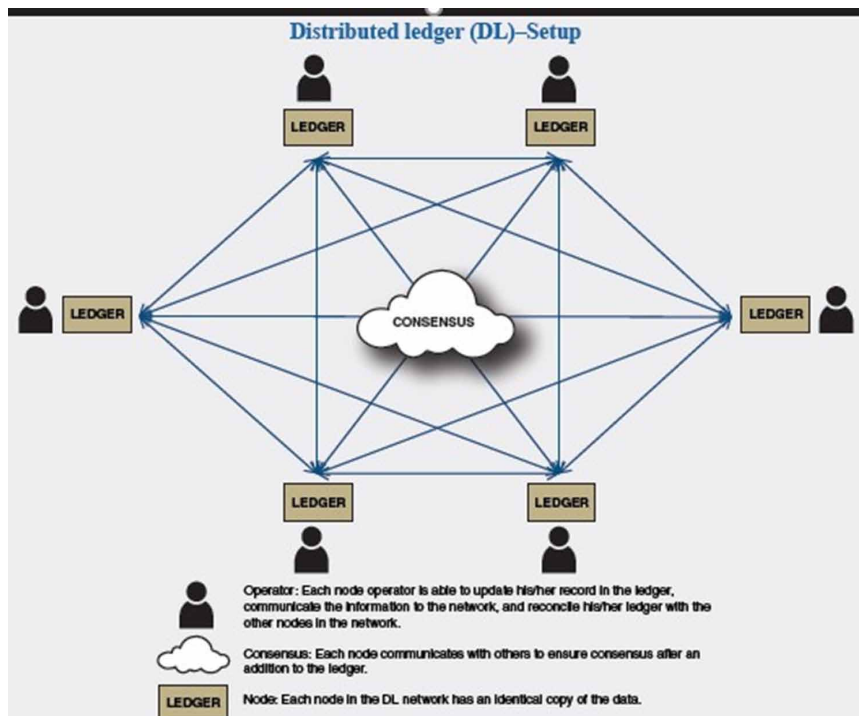 Distributed ledger (DL)–Setup
LEDGER
LEDGER
LEDGER
CONSENSUS
LEDGER
LEDGER
LEDGER
Operator: Each node operator is able to update his/her record in the ledger,
communicate the information to the network, and reconcile his/her ledger with the
other nodes in the network.
Consensus: Each node communicates with others to ensure consensus after an
addition to the ledger.
LEDGER
Node: Each node in the DL network has an identical copy of the data.